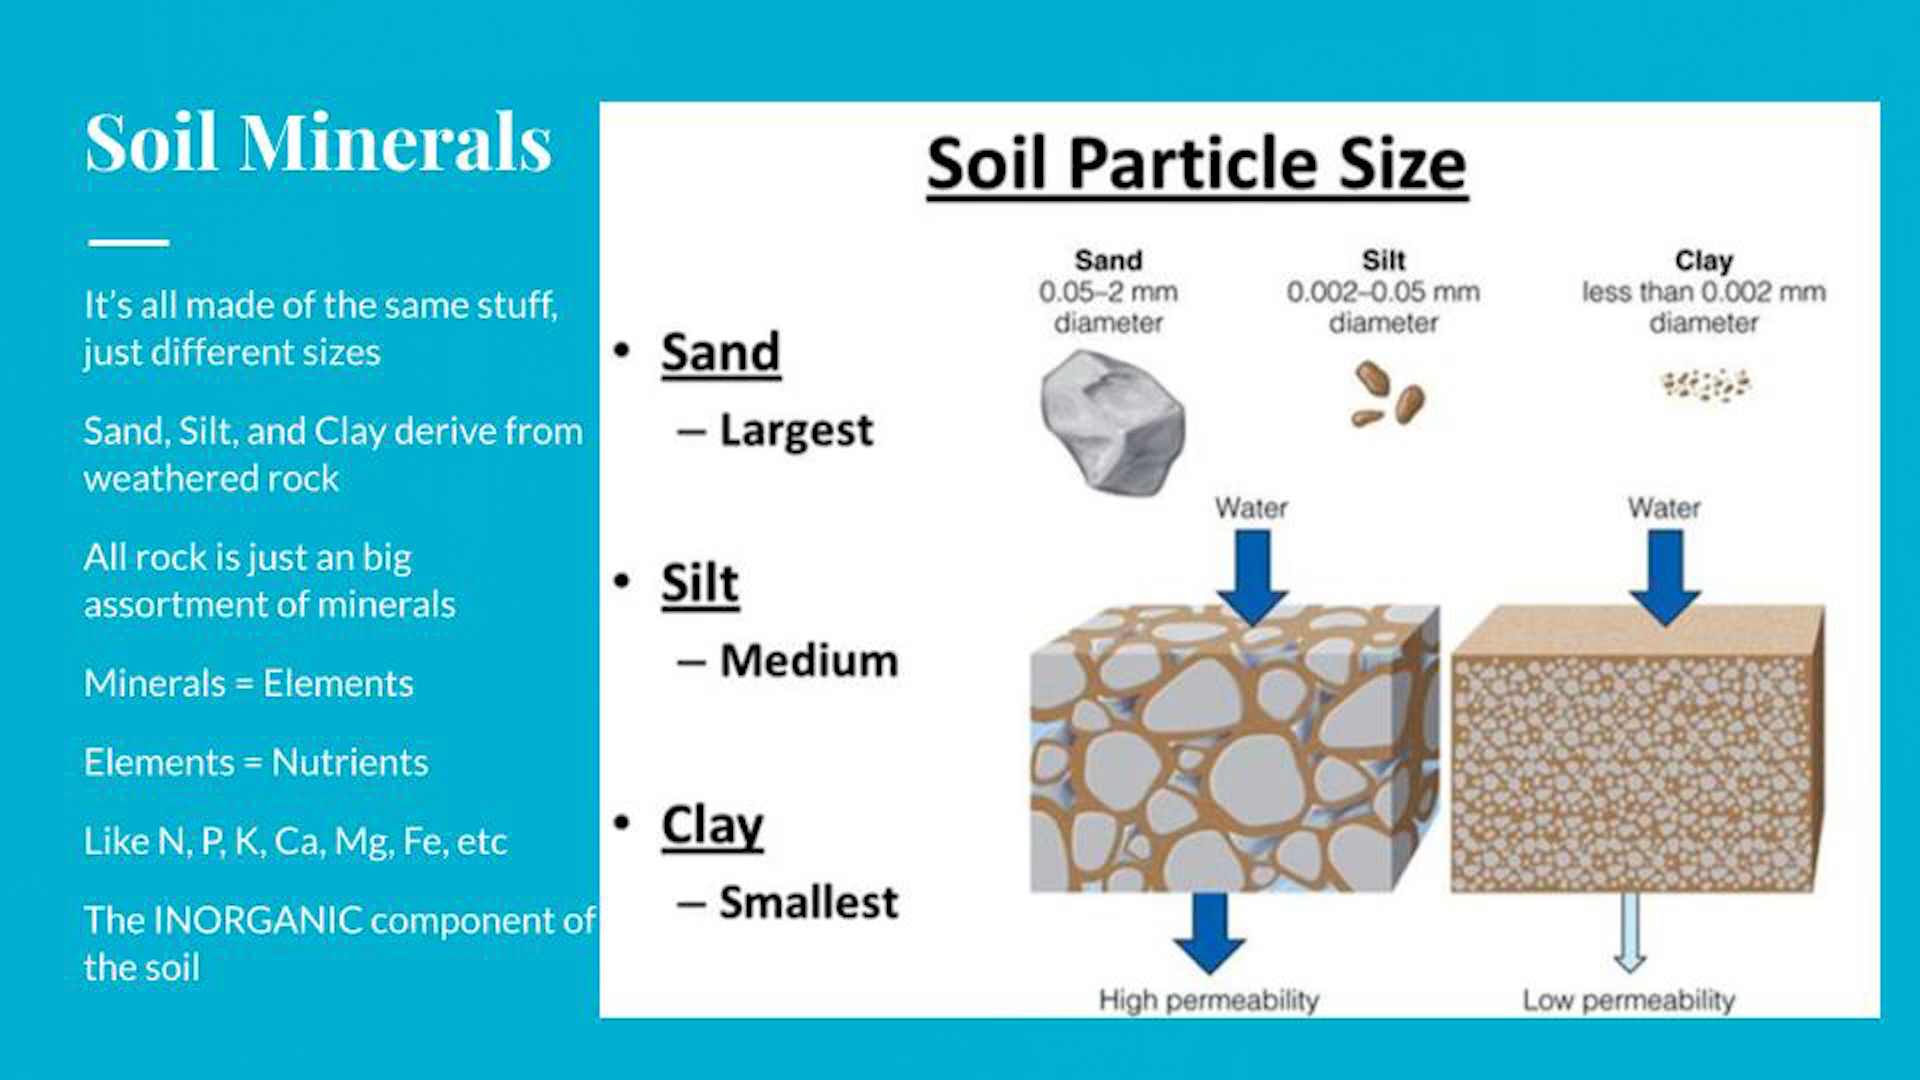 Soil Minerals
It's all made of the same stuff,
just different sizes
Sand, Silt, and Clay derive from
weathered rock
All rock is just an big
assortment of minerals
Minerals = Elements
Elements = Nutrients
Like N, P, K, Ca, Mg, Fe, etc
The INORGANIC component of
the soil
Soil Particle Size
• Sand
– Largest
• Silt
– Medium
• Clay
– Smallest
Sand
0.05–2 mm
diameter
Silt
0.002–0.05 mm
diameter
Clay
less than 0.002 mm
diameter
Water
Water
High permeability
Low permeability